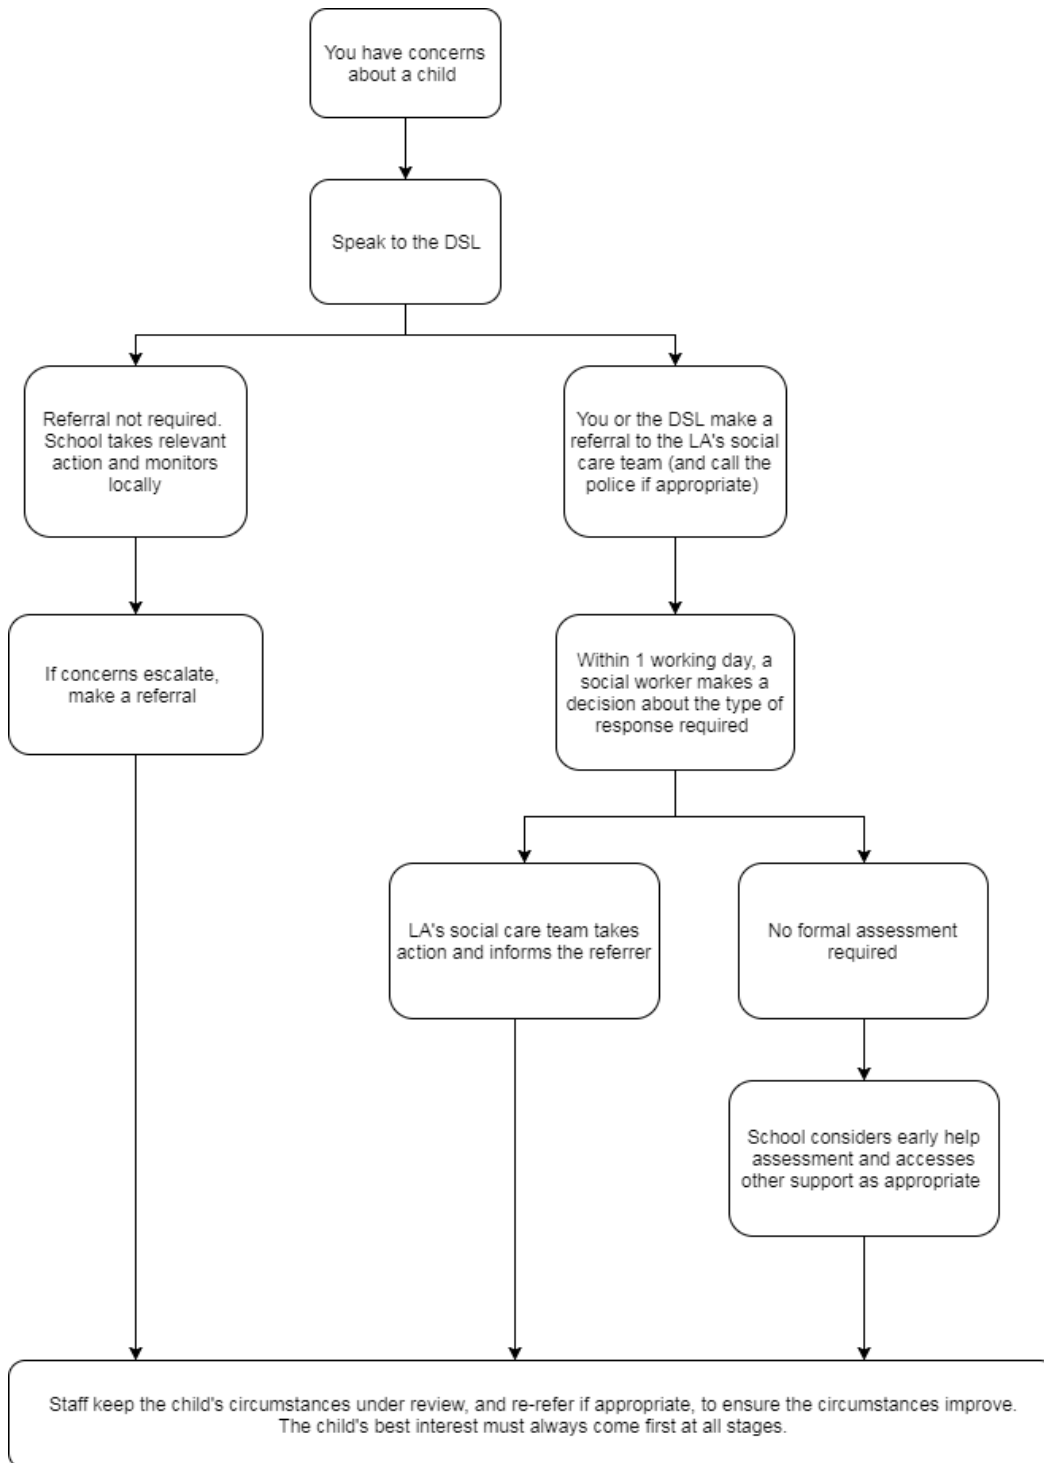 You have concerns
about a child
Speak to the DSL
Referral not required.
School takes relevant
action and monitors
locally
You or the DSL make a
referral to the LA's social
care team (and call the
police if appropriate)
If concerns escalate,
make a referral
Within 1 working day, a
social worker makes a
decision about the type of
response required
LA's social care team takes
action and informs the referrer
No formal assessment
required
School considers early help
assessment and accesses
other support as appropriate
Staff keep the child's circumstances under review, and re-refer if appropriate, to ensure the circumstances improve.
The child's best interest must always come first at all stages.